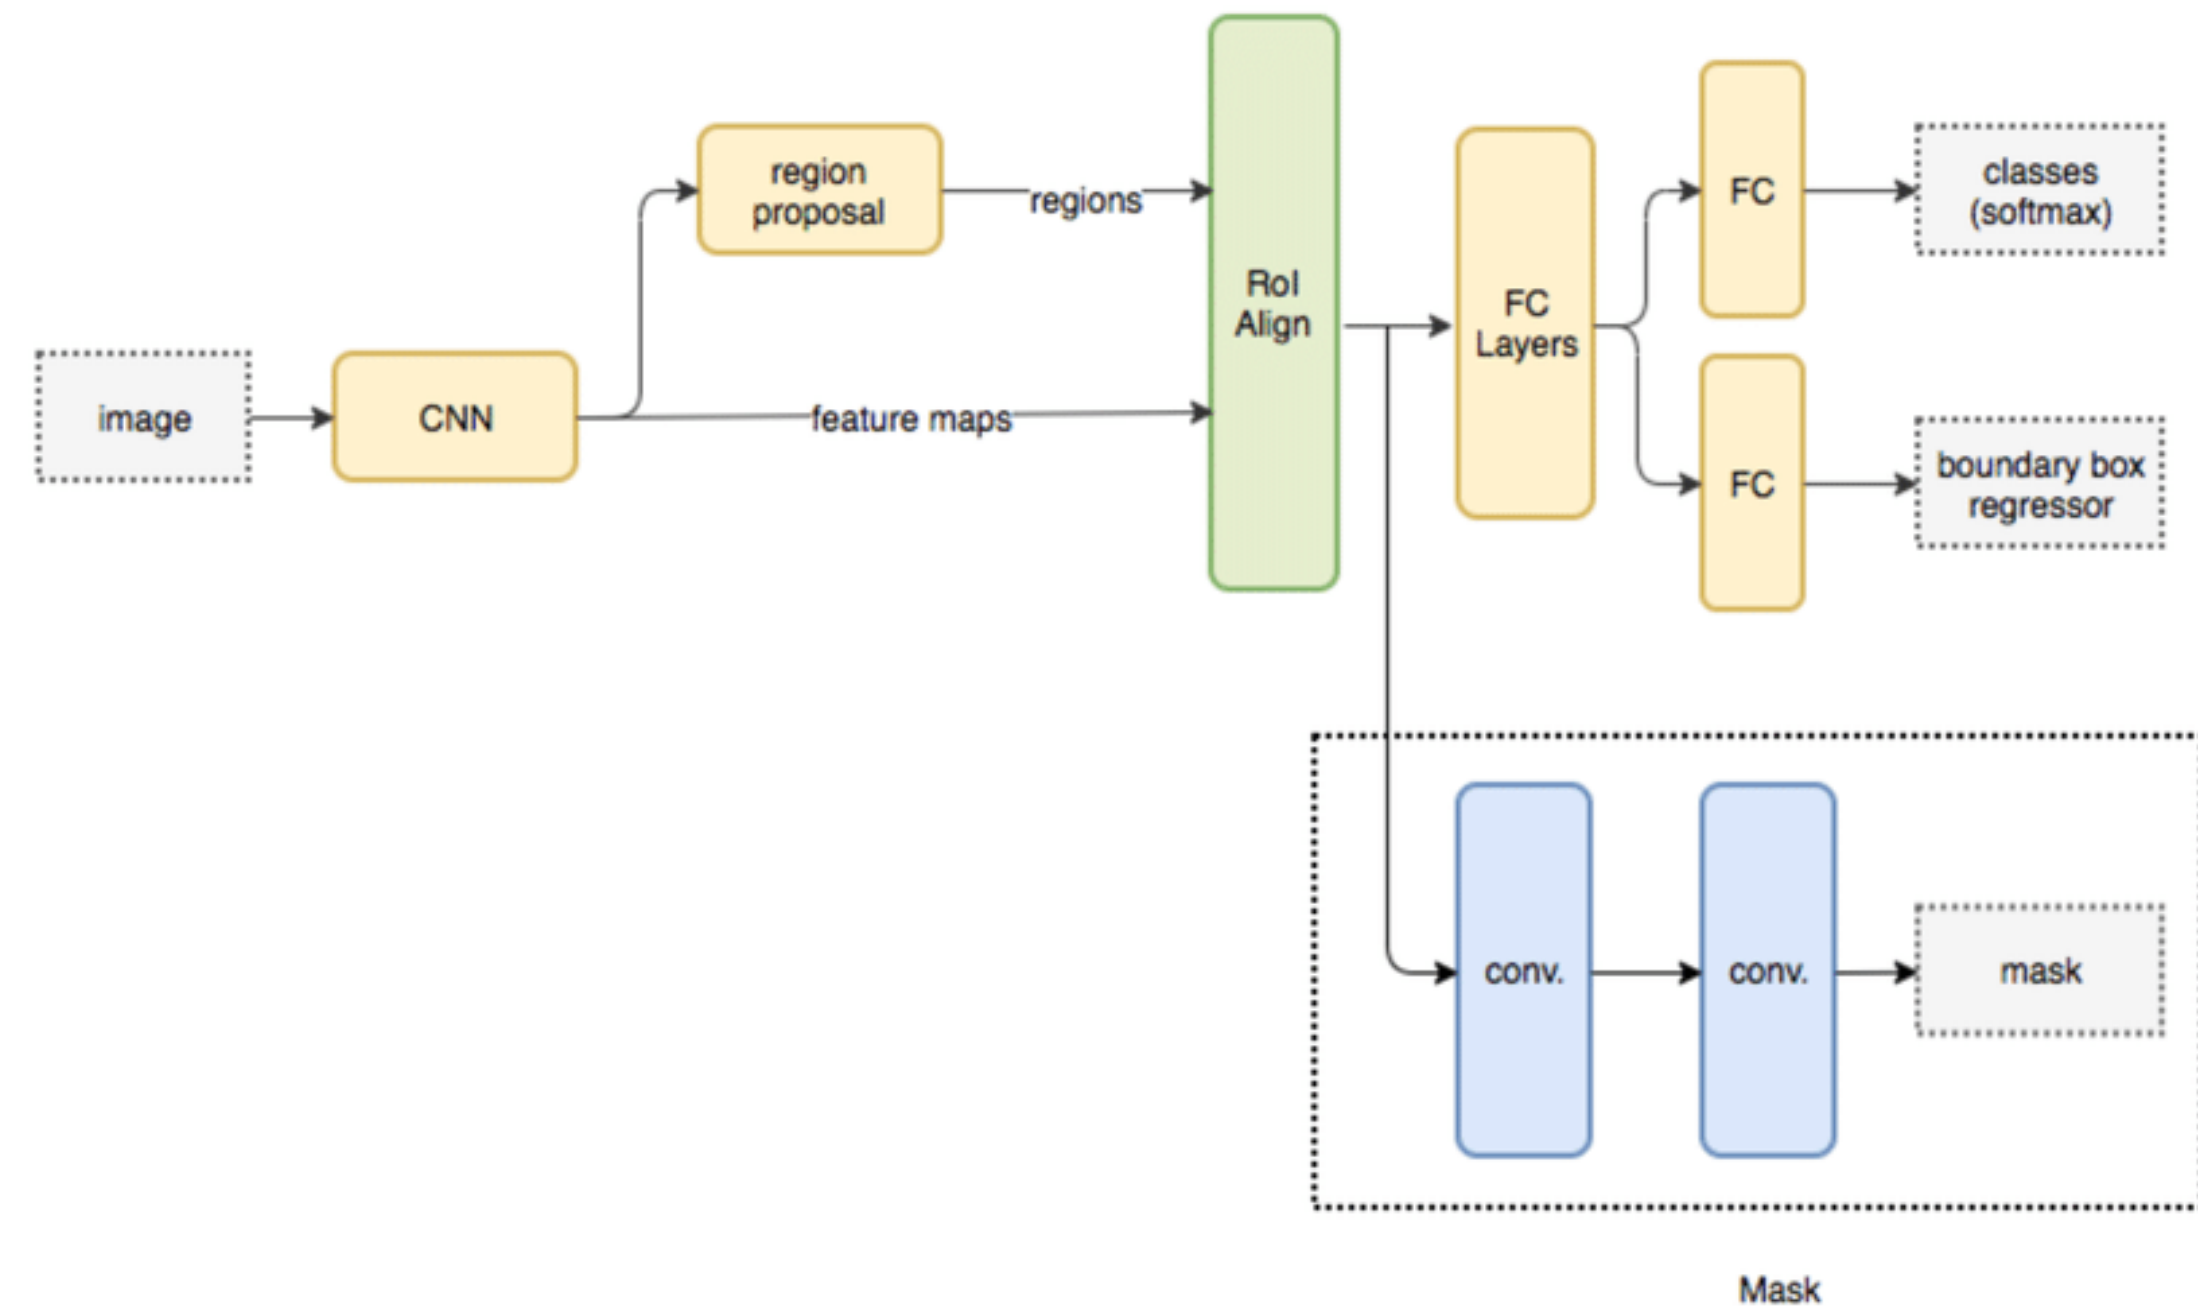 region
proposal
regions
image
CNN
feature maps
RoI
Align
FC
Layers
FC
classes
(softmax)
FC
boundary box
regressor
conv.
conv.
mask
Mask